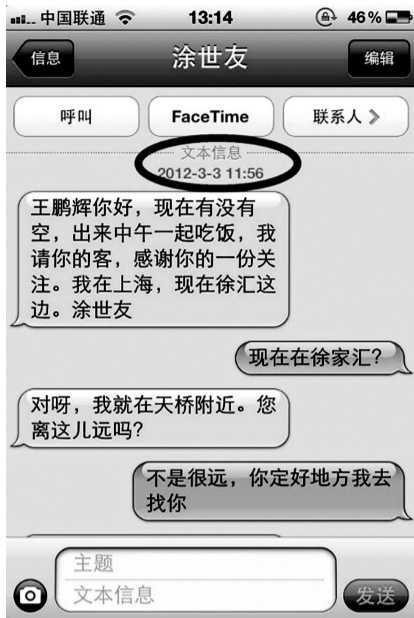 中国联通 13:14 46%
信息 涂世友 编辑
呼叫 FaceTime 联系人
文本信息
2012-3-3 11:56
王鹏辉你好，现在有没有
空，出来中午一起吃饭，我
请你的客，感谢你的一份关
注。我在上海，现在徐汇这
边。涂世友
现在在徐家汇?
对呀，我就在天桥附近。您
离这儿远吗?
不是很远，你定好地方我去
找你
主题
文本信息 发送